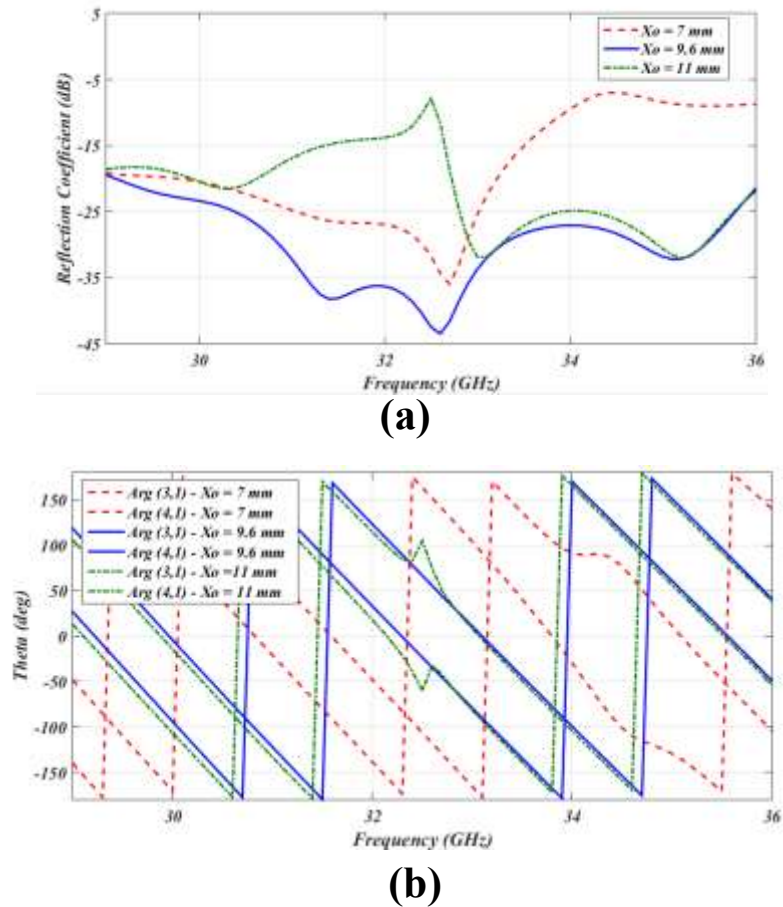 5
-5
-15
-25
-35
-45
Reflection Coefficient (dB)
Xo = 7 mm
Xo = 9.6 mm
Xo = 11 mm
30
32
34
36
Frequency (GHz)
(a)
150
100
50
0
-50
-100
-150
Theta (deg)
Arg (3,1) - Xo = 7 mm
Arg (4,1) - Xo = 7 mm
Arg (3,1) - Xo = 9.6 mm
Arg (4,1) - Xo = 9.6 mm
Arg (3,1) - Xo =11 mm
Arg (4,1) - Xo = 11 mm
30
32
34
36
Frequency (GHz)
(b)